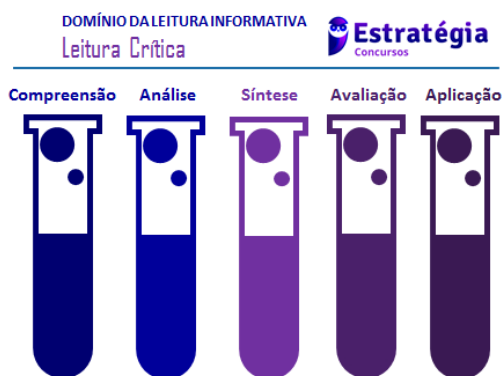 DOMÍNIO DA LEITURA INFORMATIVA
Leitura Crítica
Estratégia
Concursos
Compreensão Análise Síntese Avaliação Aplicação